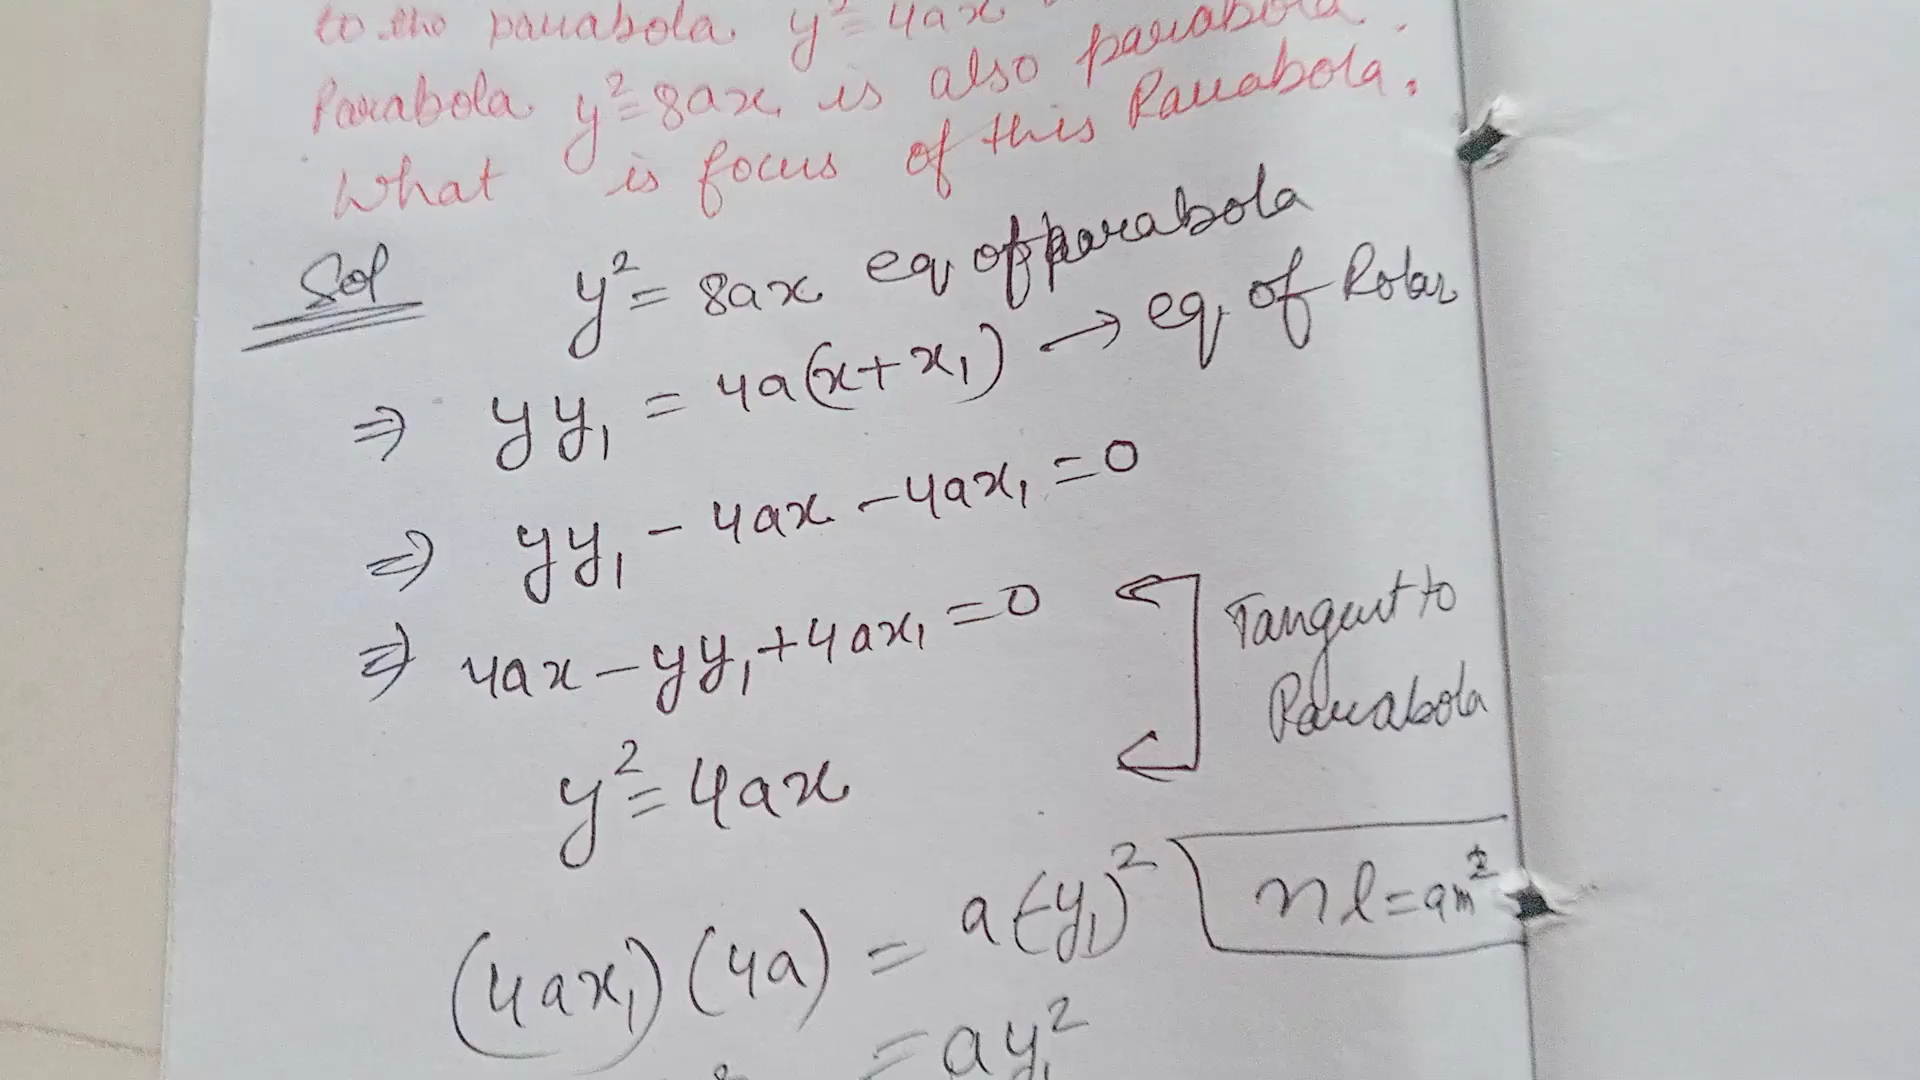 to the parabola y² = 4ax
Parabola y² = 8ax is also parabola.
What is focus of this Parabola.
Sol y² = 8ax eq of parabola
⇒ yy₁ = 4a(x+x₁) → eq. of Polar
⇒ yy₁ - 4ax - 4ax₁ = 0
⇒ 4ax - yy₁ + 4ax₁ = 0
Tangent to
Parabola
y² = 4ax
(4ax₁)(4a) = a(-y₁)² nl = am²
= ay₁²